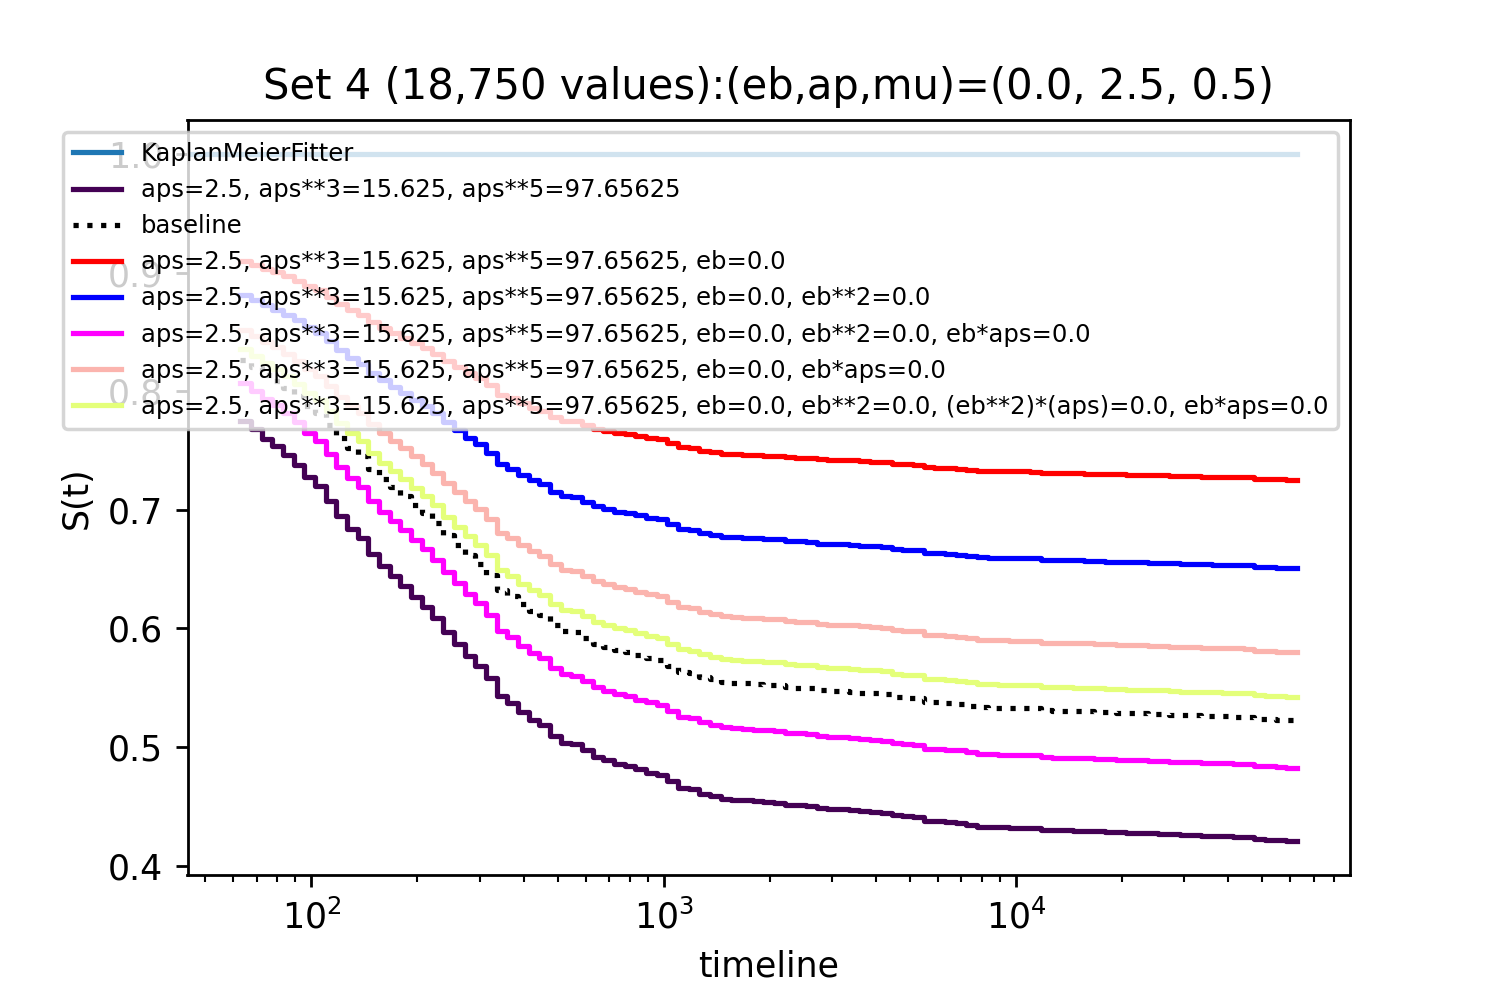 Set 4 (18,750 values):(eb,ap,mu)=(0.0, 2.5, 0.5)
1.0
KaplanMeierFitter
aps=2.5, aps**3=15.625, aps**5=97.65625
baseline
aps=2.5, aps**3=15.625, aps**5=97.65625, eb=0.0
0.9
aps=2.5, aps**3=15.625, aps**5=97.65625, eb=0.0, eb**2=0.0
aps=2.5, aps**3=15.625, aps**5=97.65625, eb=0.0, eb**2=0.0, eb*aps=0.0
aps=2.5, aps**3=15.625, aps**5=97.65625, eb=0.0, eb*aps=0.0
0.8
aps=2.5, aps**3=15.625, aps**5=97.65625, eb=0.0, eb**2=0.0, (eb**2)*(aps)=0.0, eb*aps=0.0
S(t)
0.7
0.6
0.5
0.4
10² 10³ 10⁴
timeline